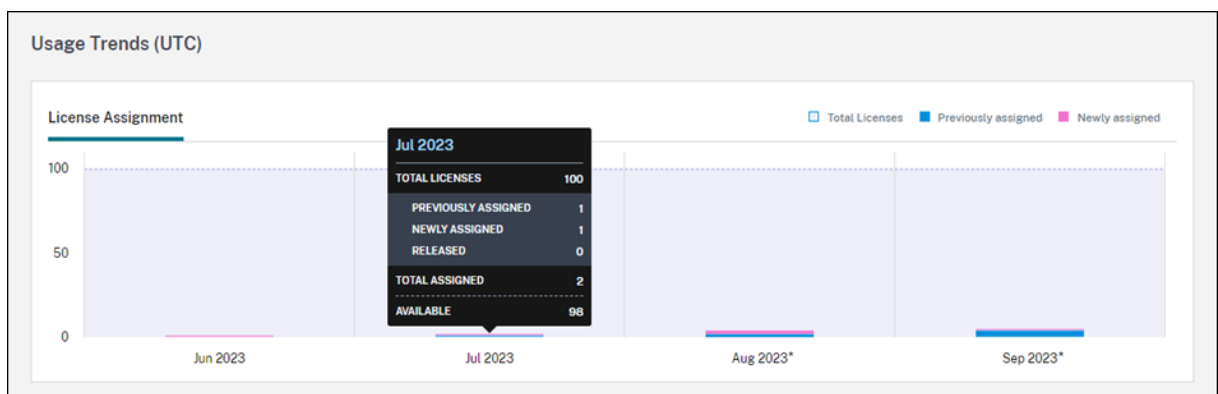 Usage Trends (UTC)
License Assignment
Total Licenses Previously assigned Newly assigned
Jul 2023
TOTAL LICENSES 100
PREVIOUSLY ASSIGNED 1
NEWLY ASSIGNED 1
RELEASED 0
TOTAL ASSIGNED 2
AVAILABLE 98
100
50
0
Jun 2023 Jul 2023 Aug 2023* Sep 2023*